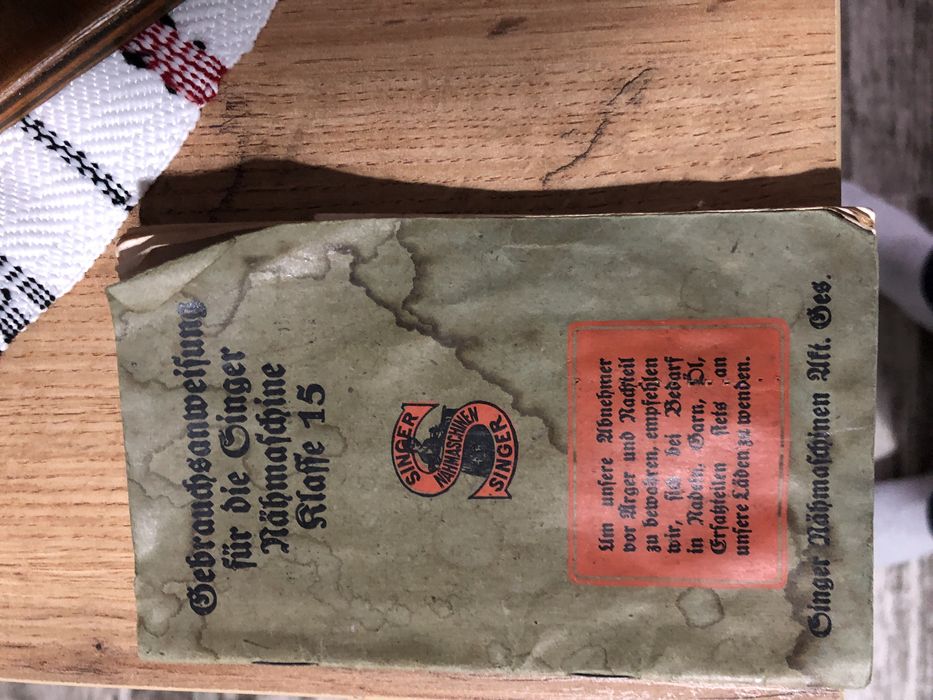 Gebrauchsanweisung
für die Singer
Nähmaschine
Klasse 15
SINGER
NÄHMASCHINEN
SINGER
Um unsere Abnehmer
vor Ärger und Nachteil
zu bewahren, empfehlen
wir, sich bei Bedarf
in Nadeln, Garn, Öl,
Ersatzteilen stets an
unsere Läden zu wenden.
Singer Nähmaschinen Akt. Ges.